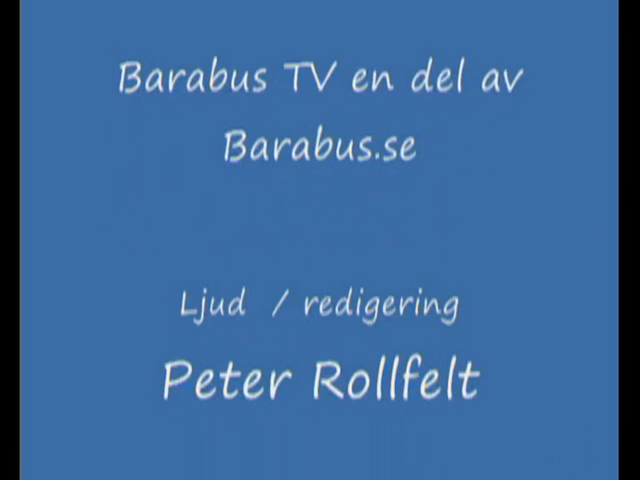 Barabus TV en del av
Barabus.se
Ljud / redigering
Peter Rollfelt